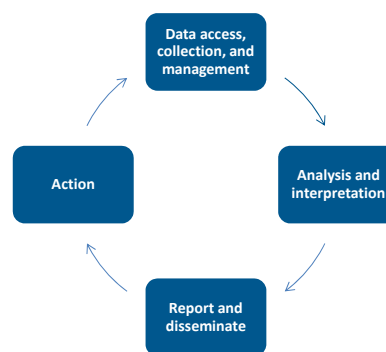 Data access,
collection, and
management
Analysis and
interpretation
Report and
disseminate
Action